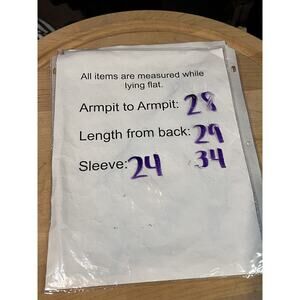 All items are measured while
lying flat.
Armpit to Armpit: 28
Length from back: 29
Sleeve: 24 34